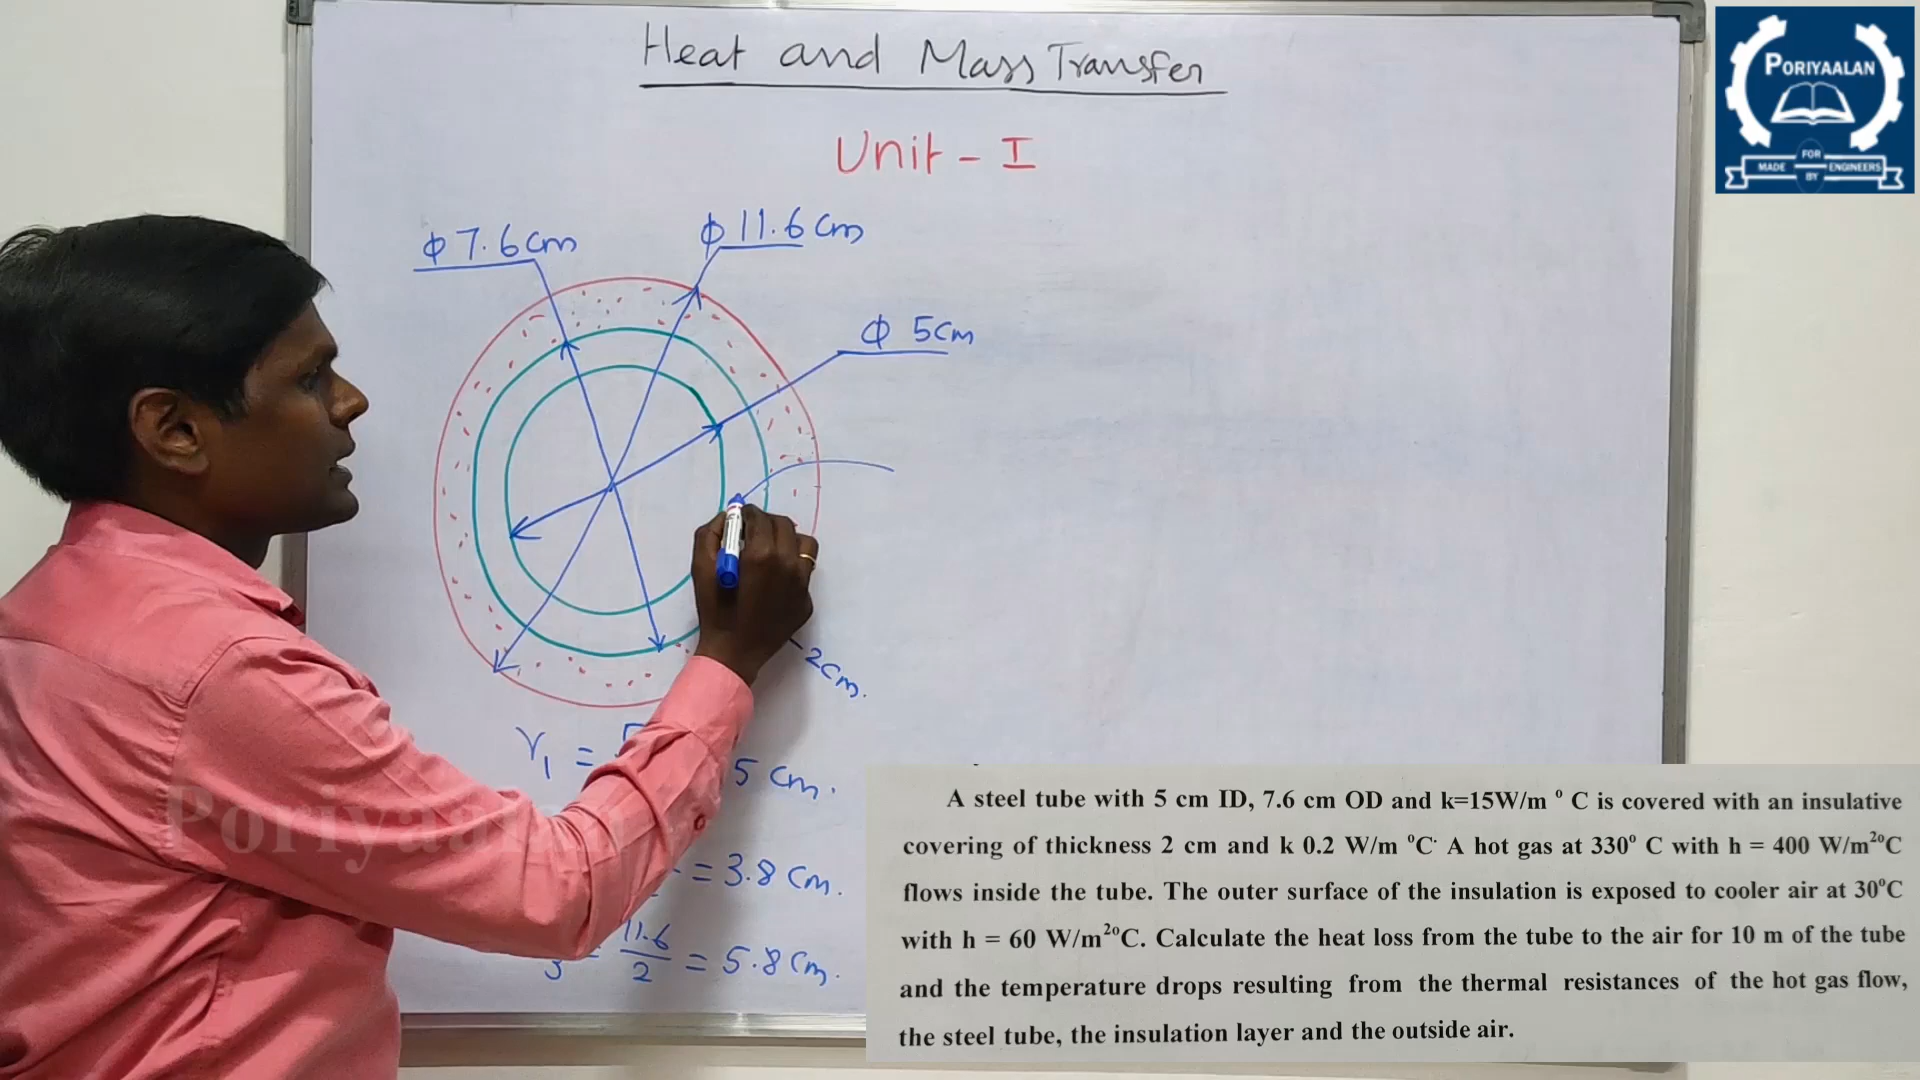 Heat and Mass Transfer
Unit - I
PORIYAALAN
MADE FOR BY ENGINEERS
ϕ 7.6 cm
ϕ 11.6 cm
ϕ 5 cm
2 cm.
r1 = 5 cm.
= 3.8 cm.
3 = 11.6 / 2 = 5.8 cm.
Poriyaalan
A steel tube with 5 cm ID, 7.6 cm OD and k=15W/m ° C is covered with an insulative
covering of thickness 2 cm and k 0.2 W/m °C. A hot gas at 330° C with h = 400 W/m²°C
flows inside the tube. The outer surface of the insulation is exposed to cooler air at 30°C
with h = 60 W/m²°C. Calculate the heat loss from the tube to the air for 10 m of the tube
and the temperature drops resulting from the thermal resistances of the hot gas flow,
the steel tube, the insulation layer and the outside air.